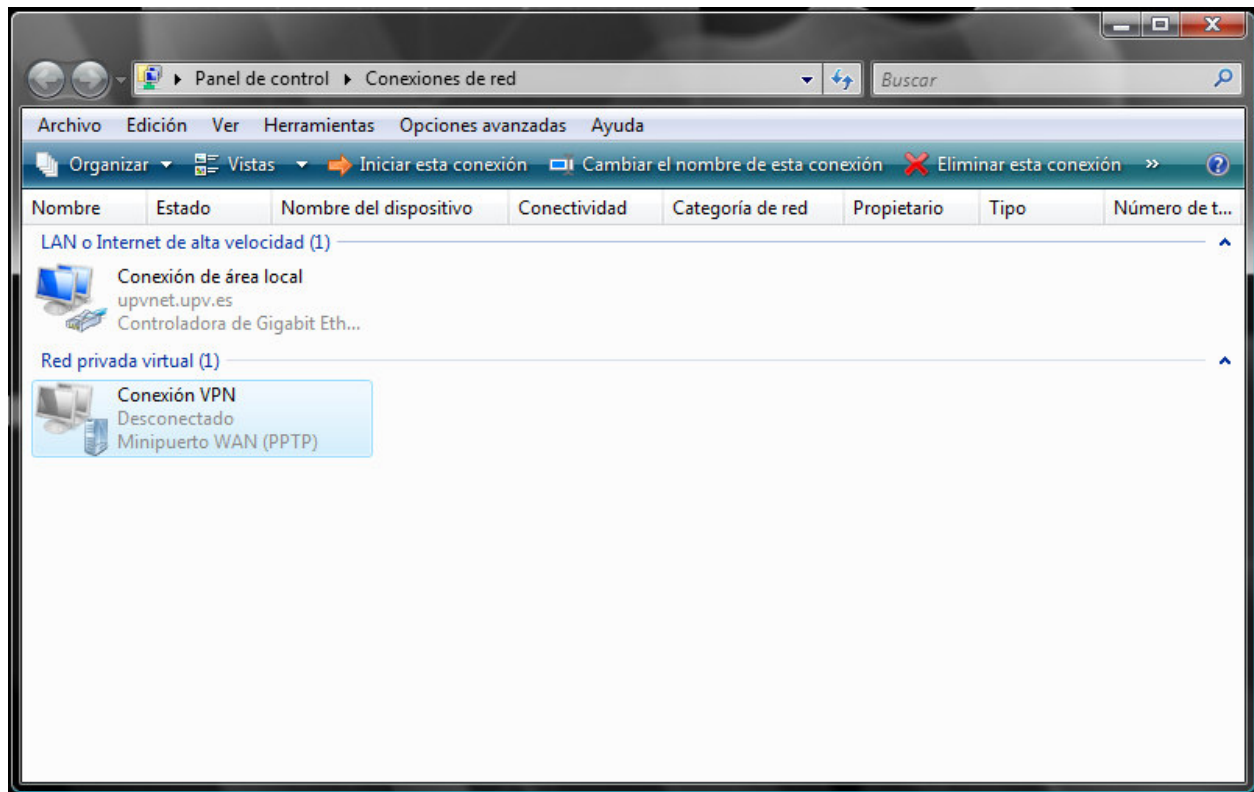 Panel de control ▸ Conexiones de red Buscar
Archivo Edición Ver Herramientas Opciones avanzadas Ayuda
Organizar Vistas Iniciar esta conexión Cambiar el nombre de esta conexión Eliminar esta conexión »
Nombre Estado Nombre del dispositivo Conectividad Categoría de red Propietario Tipo Número de t...
LAN o Internet de alta velocidad (1)
Conexión de área local
upvnet.upv.es
Controladora de Gigabit Eth...
Red privada virtual (1)
Conexión VPN
Desconectado
Minipuerto WAN (PPTP)